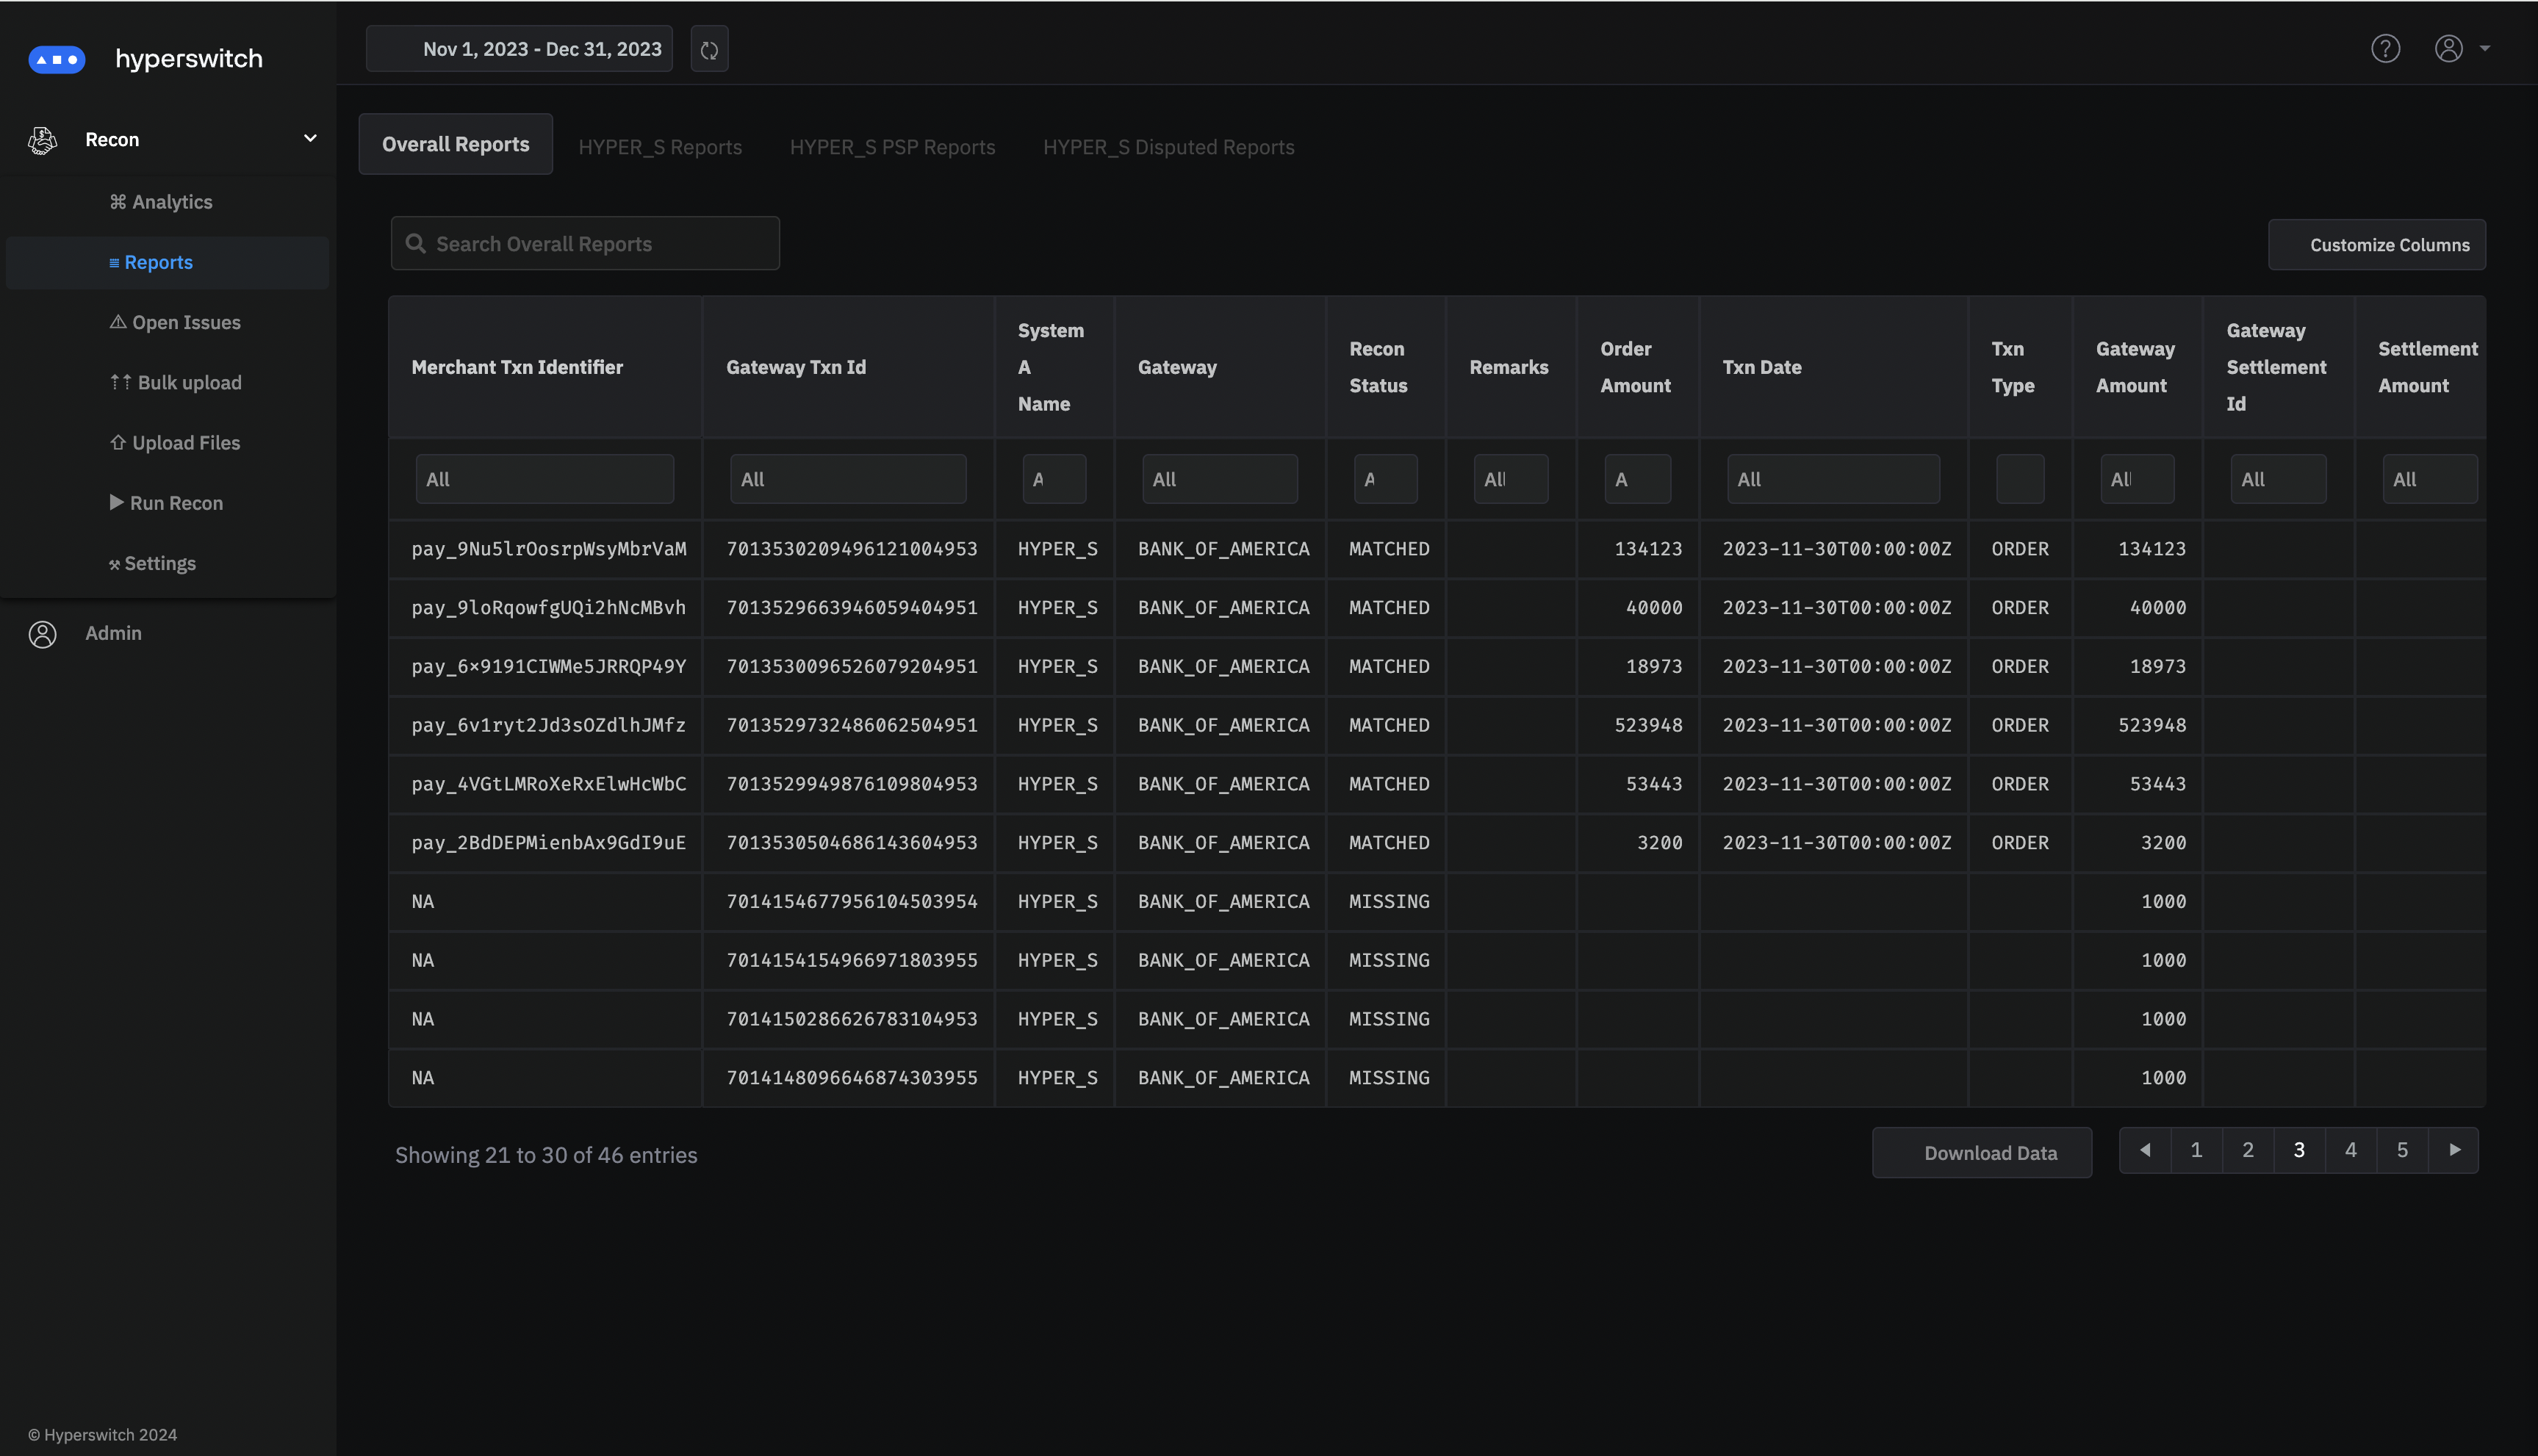 hyperswitch
Nov 1, 2023 - Dec 31, 2023
?
Recon
⌘ Analytics
≡ Reports
⚠ Open Issues
⇡⇡ Bulk upload
⇧ Upload Files
▶ Run Recon
⚒ Settings
Admin
Overall Reports HYPER_S Reports HYPER_S PSP Reports HYPER_S Disputed Reports
Search Overall Reports
Customize Columns
Merchant Txn Identifier Gateway Txn Id System A Name Gateway Recon Status Remarks Order Amount Txn Date Txn Type Gateway Amount Gateway Settlement Id Settlement Amount
All All A All A All A All All All All
pay_9Nu5lrOosrpWsyMbrVaM 7013530209496121004953 HYPER_S BANK_OF_AMERICA MATCHED 134123 2023-11-30T00:00:00Z ORDER 134123
pay_9loRqowfgUQi2hNcMBvh 7013529663946059404951 HYPER_S BANK_OF_AMERICA MATCHED 40000 2023-11-30T00:00:00Z ORDER 40000
pay_6×9191CIWMe5JRRQP49Y 7013530096526079204951 HYPER_S BANK_OF_AMERICA MATCHED 18973 2023-11-30T00:00:00Z ORDER 18973
pay_6v1ryt2Jd3sOZdlhJMfz 7013529732486062504951 HYPER_S BANK_OF_AMERICA MATCHED 523948 2023-11-30T00:00:00Z ORDER 523948
pay_4VGtLMRoXeRxElwHcWbC 7013529949876109804953 HYPER_S BANK_OF_AMERICA MATCHED 53443 2023-11-30T00:00:00Z ORDER 53443
pay_2BdDEPMienbAx9GdI9uE 7013530504686143604953 HYPER_S BANK_OF_AMERICA MATCHED 3200 2023-11-30T00:00:00Z ORDER 3200
NA 7014154677956104503954 HYPER_S BANK_OF_AMERICA MISSING 1000
NA 7014154154966971803955 HYPER_S BANK_OF_AMERICA MISSING 1000
NA 7014150286626783104953 HYPER_S BANK_OF_AMERICA MISSING 1000
NA 7014148096646874303955 HYPER_S BANK_OF_AMERICA MISSING 1000
Showing 21 to 30 of 46 entries
Download Data
◀ 1 2 3 4 5 ▶
© Hyperswitch 2024